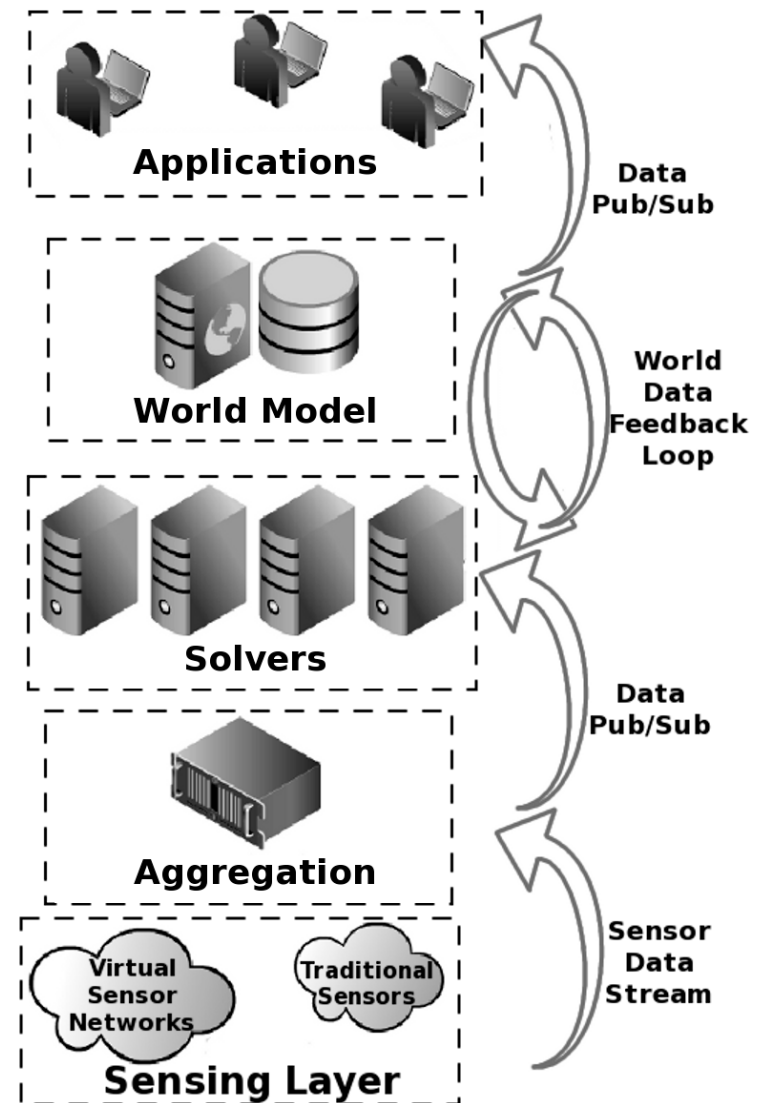 Applications
Data
Pub/Sub
World Model
World
Data
Feedback
Loop
Solvers
Data
Pub/Sub
Aggregation
Sensor
Data
Stream
Virtual
Sensor
Networks
Traditional
Sensors
Sensing Layer